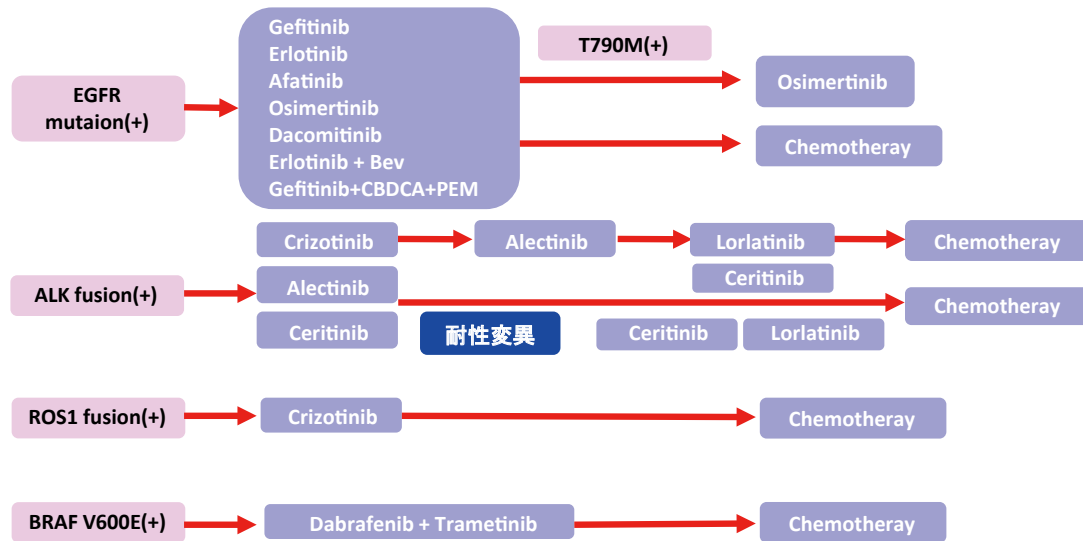 EGFR
mutaion(+)
Gefitinib
Erlotinib
Afatinib
Osimertinib
Dacomitinib
Erlotinib + Bev
Gefitinib+CBDCA+PEM
T790M(+)
Osimertinib
Chemotheray
ALK fusion(+)
Crizotinib
Alectinib
Lorlatinib
Chemotheray
Ceritinib
Alectinib
Chemotheray
Ceritinib
耐性変異
Ceritinib
Lorlatinib
ROS1 fusion(+)
Crizotinib
Chemotheray
BRAF V600E(+)
Dabrafenib + Trametinib
Chemotheray